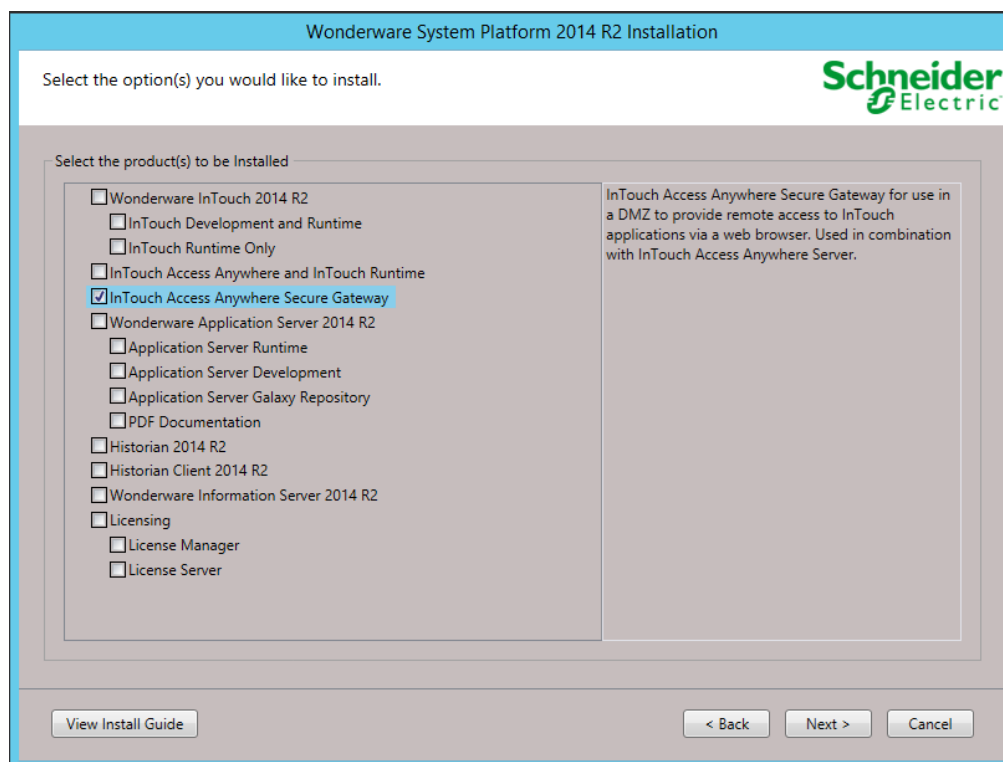 Wonderware System Platform 2014 R2 Installation
Select the option(s) you would like to install.
Schneider
Electric
Select the product(s) to be Installed
Wonderware InTouch 2014 R2
InTouch Development and Runtime
InTouch Runtime Only
InTouch Access Anywhere and InTouch Runtime
InTouch Access Anywhere Secure Gateway
Wonderware Application Server 2014 R2
Application Server Runtime
Application Server Development
Application Server Galaxy Repository
PDF Documentation
Historian 2014 R2
Historian Client 2014 R2
Wonderware Information Server 2014 R2
Licensing
License Manager
License Server
InTouch Access Anywhere Secure Gateway for use in
a DMZ to provide remote access to InTouch
applications via a web browser. Used in combination
with InTouch Access Anywhere Server.
View Install Guide
< Back
Next >
Cancel